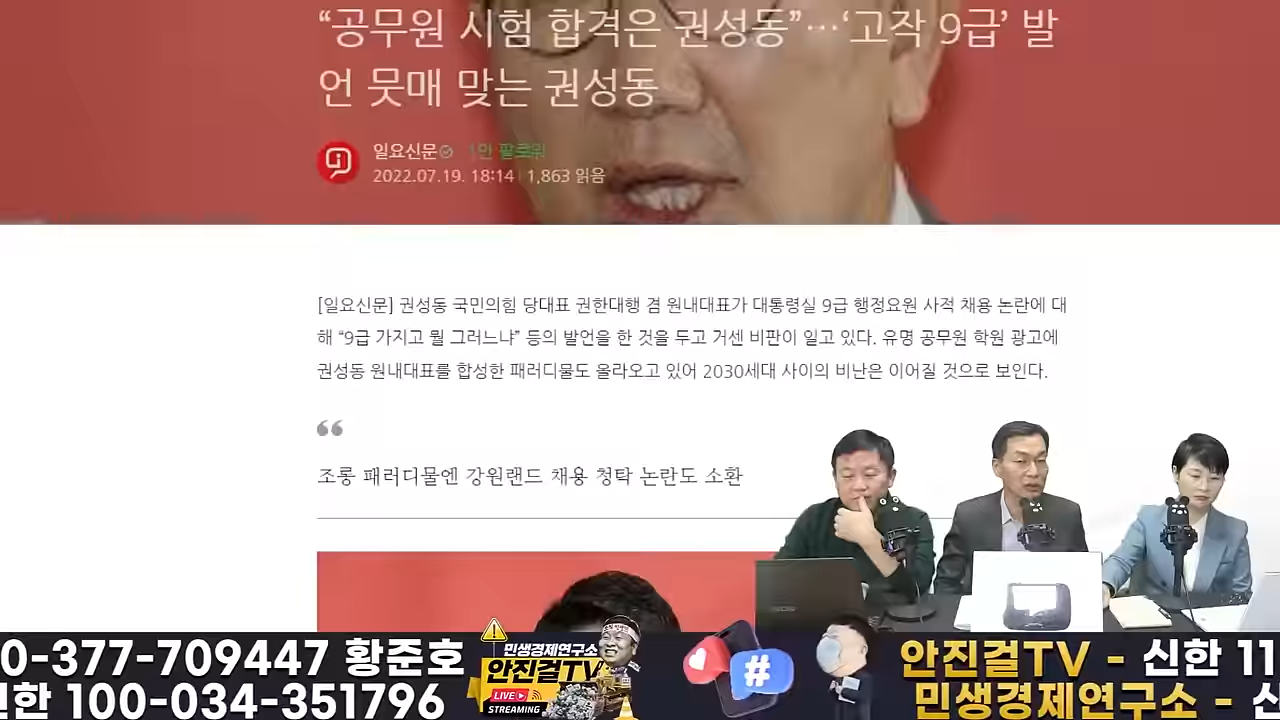 “공무원 시험 합격은 권성동”…‘고작 9급’ 발
언 뭇매 맞는 권성동
일요신문 1만 팔로워
2022.07.19. 18:14 1,863 읽음
[일요신문] 권성동 국민의힘 당대표 권한대행 겸 원내대표가 대통령실 9급 행정요원 사적 채용 논란에 대
해 “9급 가지고 뭘 그러느냐” 등의 발언을 한 것을 두고 거센 비판이 일고 있다. 유명 공무원 학원 광고에
권성동 원내대표를 합성한 패러디물도 올라오고 있어 2030세대 사이의 비난은 이어질 것으로 보인다.
조롱 패러디물엔 강원랜드 채용 청탁 논란도 소환
0-377-709447 황준호
신한 100-034-351796
민생경제연구소
안진걸TV
LIVE
STREAMING
#
안진걸TV - 신한 11
민생경제연구소 - 신